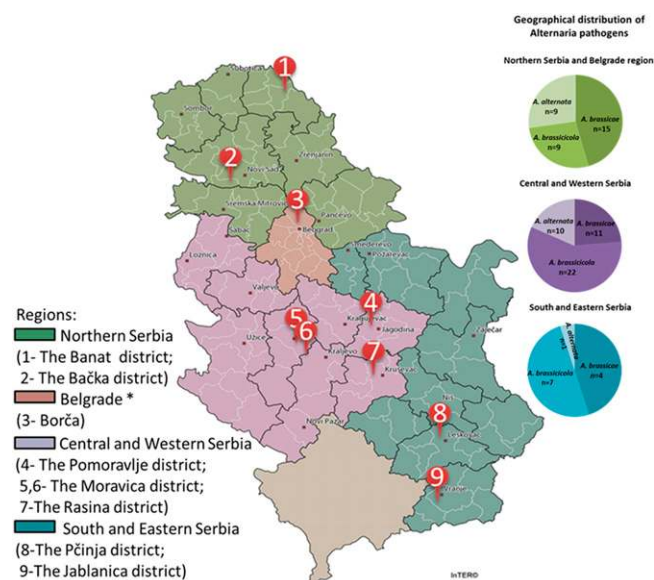 Geographical distribution of
Alternaria pathogens
Northern Serbia and Belgrade region
A. alternata
n=9
A. brassicae
n=15
A. brassicicola
n=9
Central and Western Serbia
A. alternata
n=10
A. brassicae
n=11
A. brassicicola
n=22
South and Eastern Serbia
A. alternata
n=1
A. brassicicola
n=7
A. brassicae
n=4
1
Subotica
Sombor
2
Novi Sad
Zrenjanin
3
Sremska Mitrovica
Pančevo
Belgrad
Šabac
Loznica
Smederevo
Požarevac
Valjevo
4
5
6
Kragujevac
Jagodina
Užice
Zaječar
7
Kraljevo
Kruševac
Niš
8
Novi Pazar
Leskovac
9
Vranje
InTER©
Regions:
Northern Serbia
(1- The Banat district;
2- The Bačka district)
Belgrade *
(3- Borča)
Central and Western Serbia
(4- The Pomoravlje district;
5,6- The Moravica district;
7-The Rasina district)
South and Eastern Serbia
(8-The Pčinja district;
9-The Jablanica district)